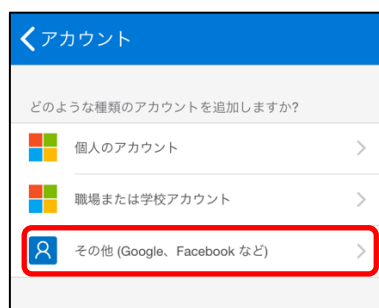 アカウント
どのような種類のアカウントを追加しますか?
個人のアカウント
職場または学校アカウント
その他 (Google、Facebook など)